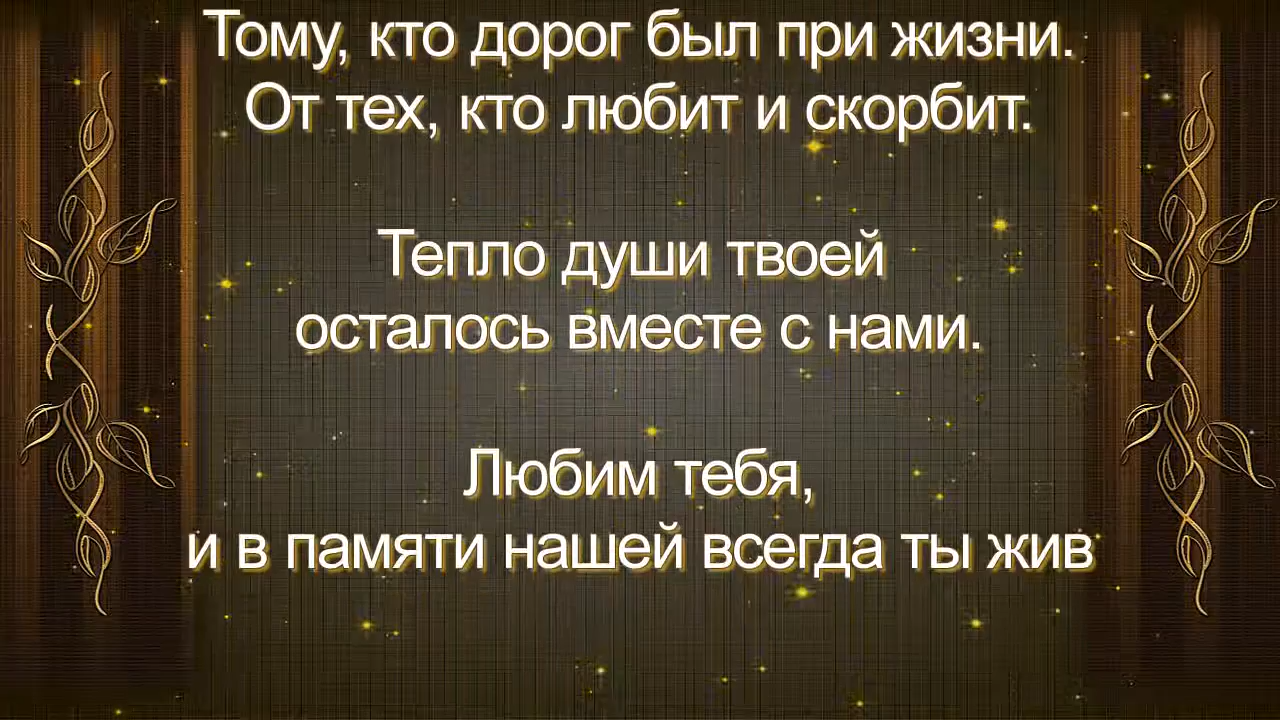 Тому, кто дорог был при жизни.
От тех, кто любит и скорбит.
Тепло души твоей
осталось вместе с нами.
Любим тебя,
и в памяти нашей всегда ты жив